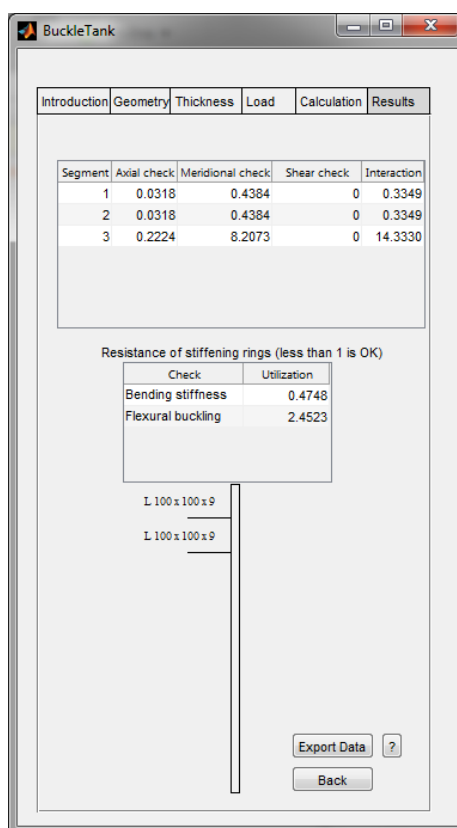 BuckleTank
Introduction Geometry Thickness Load Calculation Results
Segment Axial check Meridional check Shear check Interaction
1 0.0318 0.4384 0 0.3349
2 0.0318 0.4384 0 0.3349
3 0.2224 8.2073 0 14.3330
Resistance of stiffening rings (less than 1 is OK)
Check Utilization
Bending stiffness 0.4748
Flexural buckling 2.4523
L 100 x 100 x 9
L 100 x 100 x 9
Export Data ?
Back